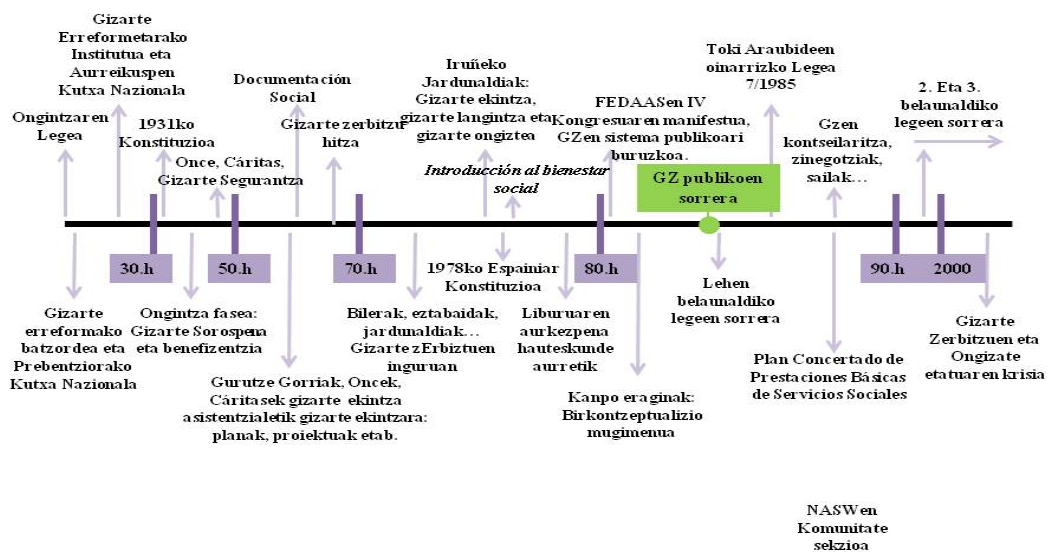 Gizarte
Erreformetarako
Institutua eta
Aurreikuspen
Kutxa Nazionala
Ongintzaren
Legea
1931ko
Konstituzioa
Once, Cáritas,
Gizarte Segurantza
Documentación
Social
Gizarte zerbitzu
hitza
Iruñeko
Jardunaldiak:
Gizarte ekintza,
gizarte langintza eta
gizarte ongiztea
Introducción al bienestar
social
FEDAASen IV
Kongresuaren manifestua,
GZen sistema publikoari
buruzkoa.
GZ publikoen
sorrera
Toki Araubideen
oinarrizko Legea
7/1985
Gzen
kontseilaritza,
zinegotziak,
sailak…
2. Eta 3.
belaunaldiko
legeen sorrera
30.h
50.h
70.h
80.h
90.h
2000
Gizarte
erreformako
batzordea eta
Prebentziorako
Kutxa Nazionala
Ongintza fasea:
Gizarte Sorospena
eta benefizentzia
Gurutze Gorriak, Oncek,
Cáritasek gizarte ekintza
asistentzialetik gizarte ekintzara:
planak, proiektuak etab.
Bilerak, eztabaidak,
jardunaldiak…
Gizarte zErbiztuen
inguruan
1978ko Espainiar
Konstituzioa
Liburuaren
aurkezpena
hauteskunde
aurretik
Kanpo eraginak:
Birkontzeptualizio
mugimenua
Lehen
belaunaldiko
legeen sorrera
Plan Concertado de
Prestaciones Básicas
de Servicios Sociales
Gizarte
Zerbitzuen eta
Ongizate
etatuaren krisia
NASWen
Komunitate
sekzioa